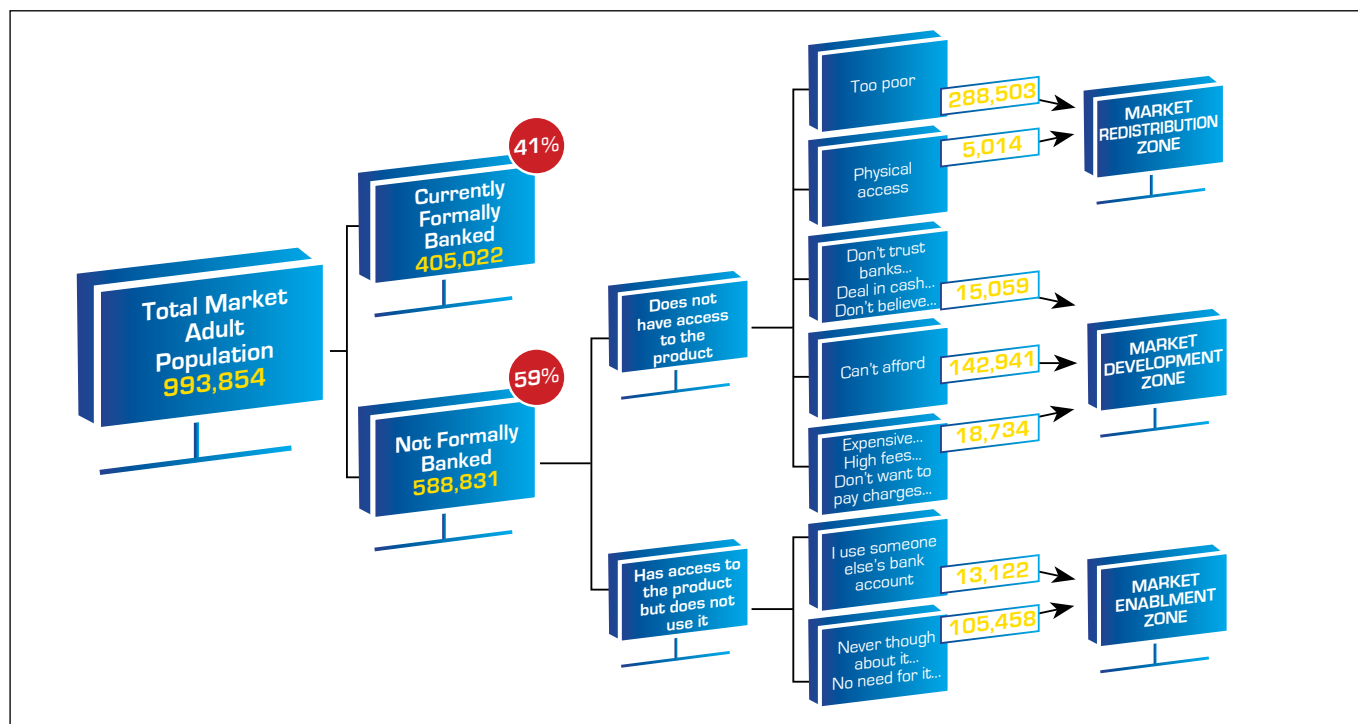 Total Market
Adult
Population
993,854
41%
Currently
Formally
Banked
405,022
59%
Not Formally
Banked
588,831
Does not
have access
to the
product
Has access to
the product
but does not
use it
Too poor
288,503
Physical
access
5,014
Don't trust
banks...
Deal in cash...
Don't believe...
15,059
Can't afford
142,941
Expensive...
High fees...
Don't want to
pay charges...
18,734
I use someone
else's bank
account
13,122
Never though
about it...
No need for it...
105,458
MARKET
REDISTRIBUTION
ZONE
MARKET
DEVELOPMENT
ZONE
MARKET
ENABLMENT
ZONE